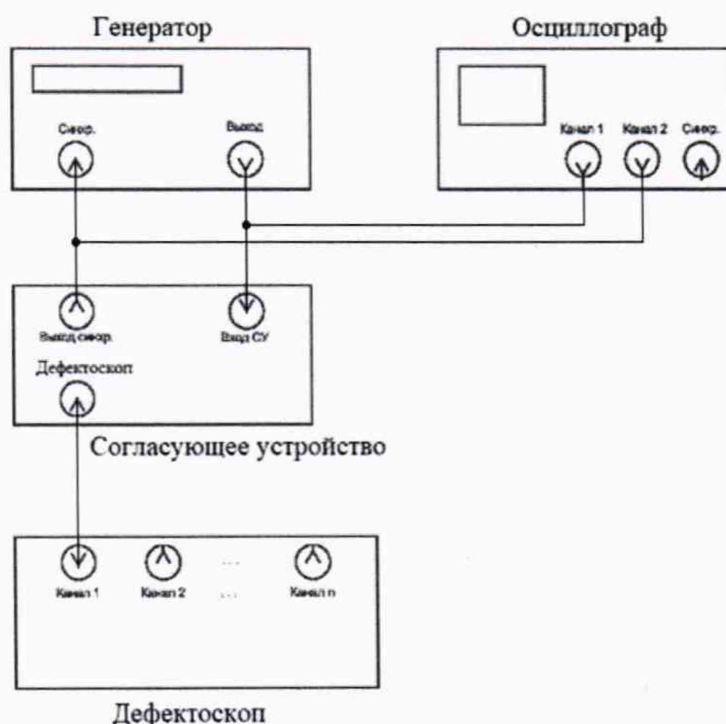 Генератор
Осциллограф
Синхр.
Выход
Канал 1
Канал 2
Синхр.
Выход синхр.
Вход СУ
Дефектоскоп
Согласующее устройство
Канал 1
Канал 2
...
...
Канал n
Дефектоскоп